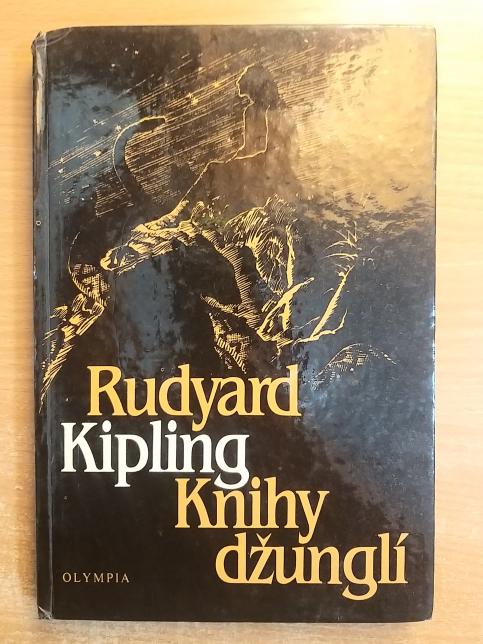 Rudyard
Kipling
Knihy
džunglí
OLYMPIA